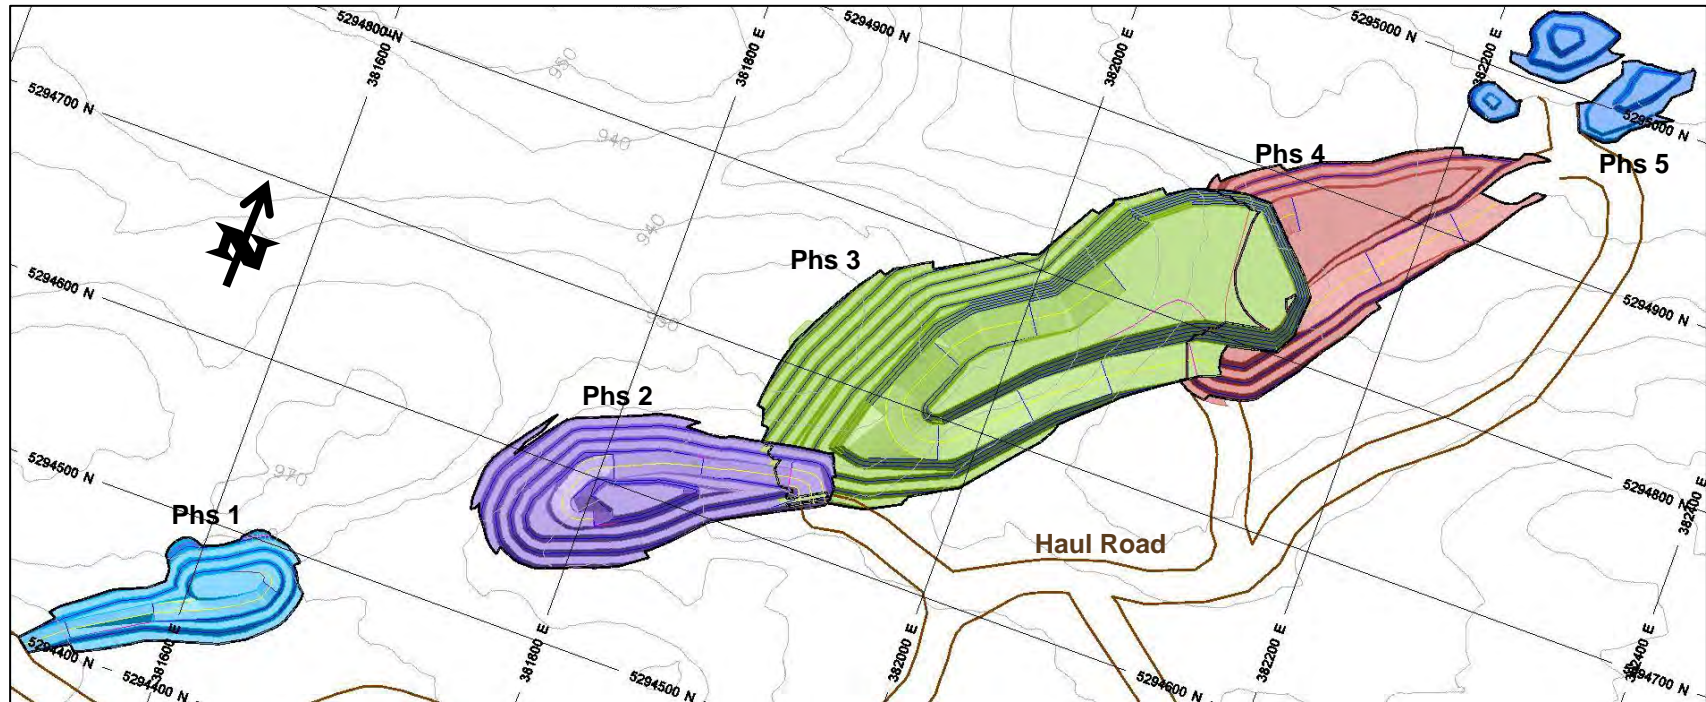 5294800 N
381600 E
381800 E
5294900 N
382000 E
5295000 N
382200 E
950
5294700 N
940
5295000 N
Phs 4
Phs 5
N
940
Phs 3
5294600 N
930
5294900 N
Phs 2
5294500 N
970
5294800 N
382400 E
Phs 1
Haul Road
5294400 N
381600 E
5294400 N
381800 E
5294500 N
382000 E
5294600 N
382200 E
382400 E
5294700 N